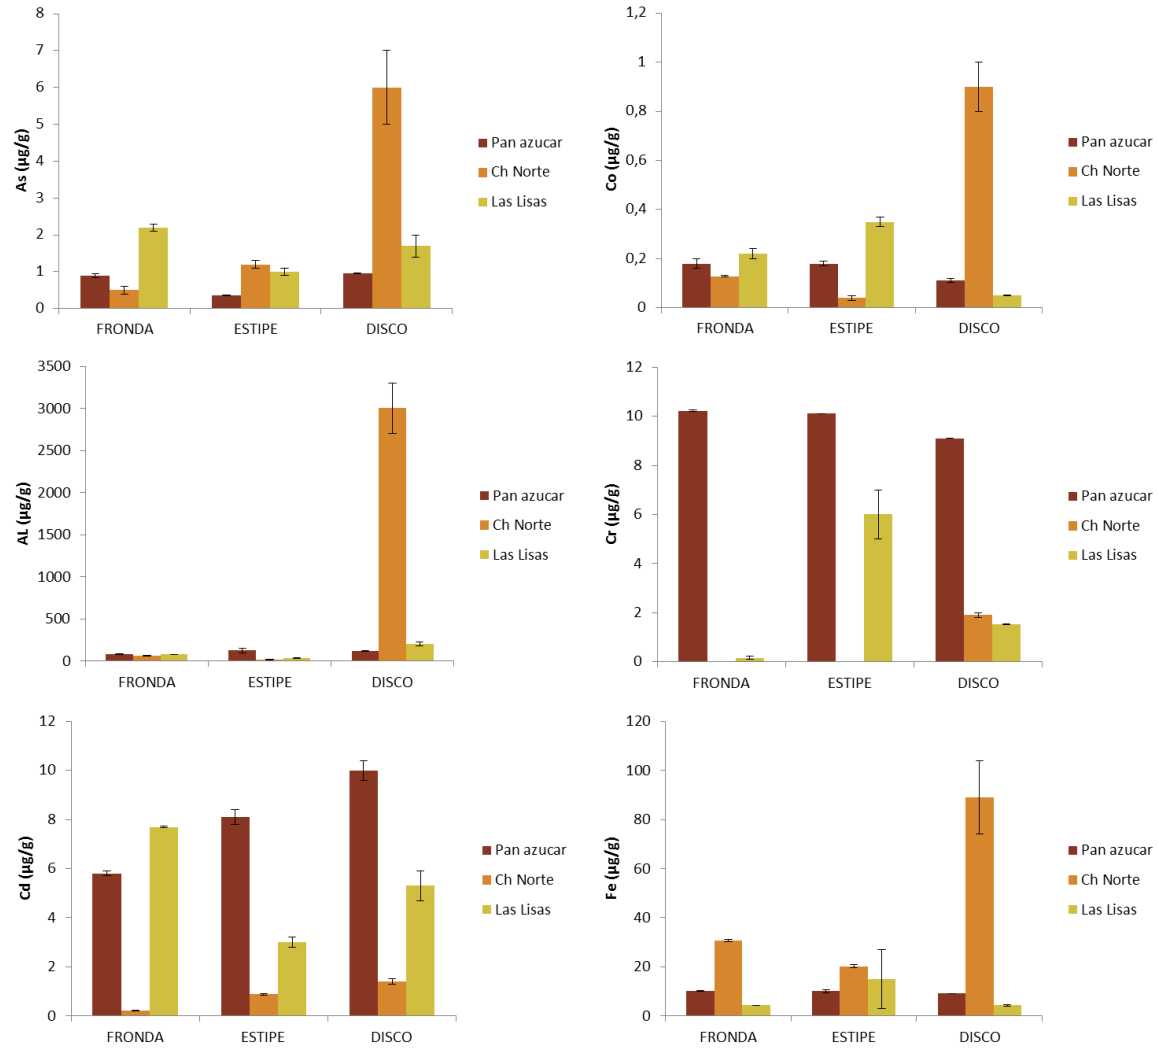 As (µg/g)
8
7
6
5
4
3
2
1
0
FRONDA ESTIPE DISCO
Pan azucar
Ch Norte
Las Lisas
Co (µg/g)
1,2
1
0,8
0,6
0,4
0,2
0
FRONDA ESTIPE DISCO
Pan azucar
Ch Norte
Las Lisas
AL (µg/g)
3500
3000
2500
2000
1500
1000
500
0
FRONDA ESTIPE DISCO
Pan azucar
Ch Norte
Las Lisas
Cr (µg/g)
12
10
8
6
4
2
0
FRONDA ESTIPE DISCO
Pan azucar
Ch Norte
Las Lisas
Cd (µg/g)
12
10
8
6
4
2
0
FRONDA ESTIPE DISCO
Pan azucar
Ch Norte
Las Lisas
Fe (µg/g)
120
100
80
60
40
20
0
FRONDA ESTIPE DISCO
Pan azucar
Ch Norte
Las Lisas